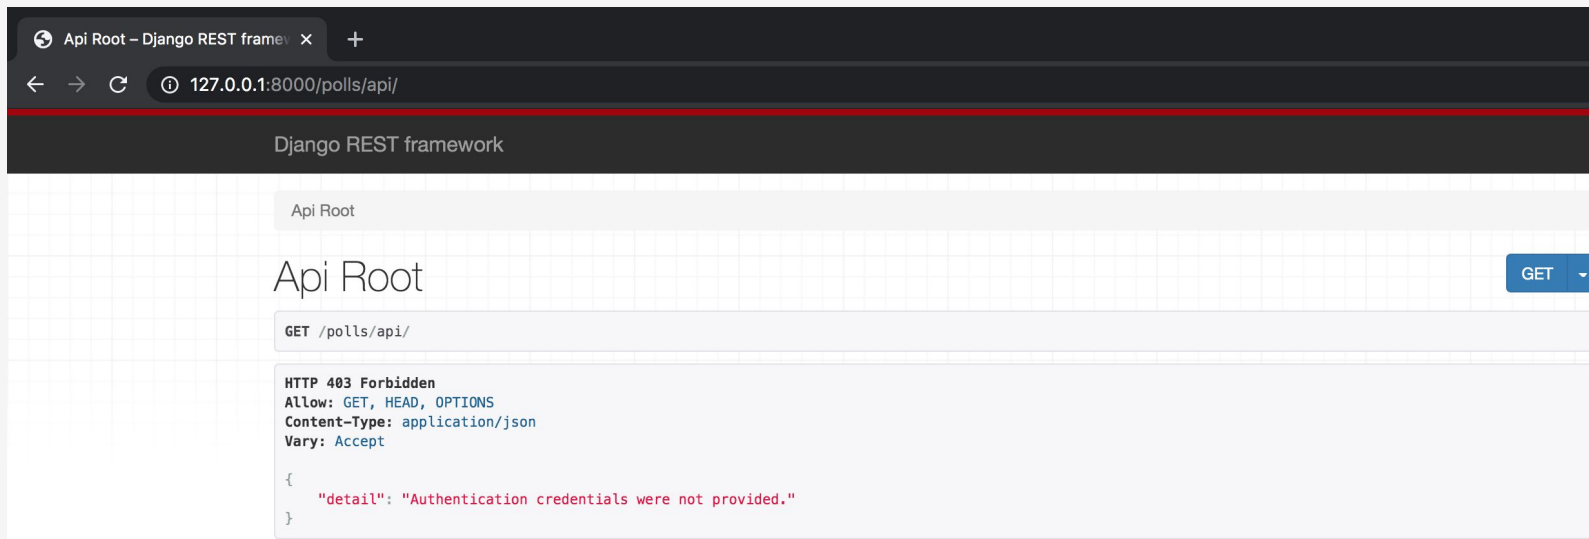 Api Root – Django REST
127.0.0.1:8000/polls/api/
Django REST framework
Api Root
Api Root
GET
GET /polls/api/
HTTP 403 Forbidden
Allow: GET, HEAD, OPTIONS
Content-Type: application/json
Vary: Accept
{
"detail": "Authentication credentials were not provided."
}